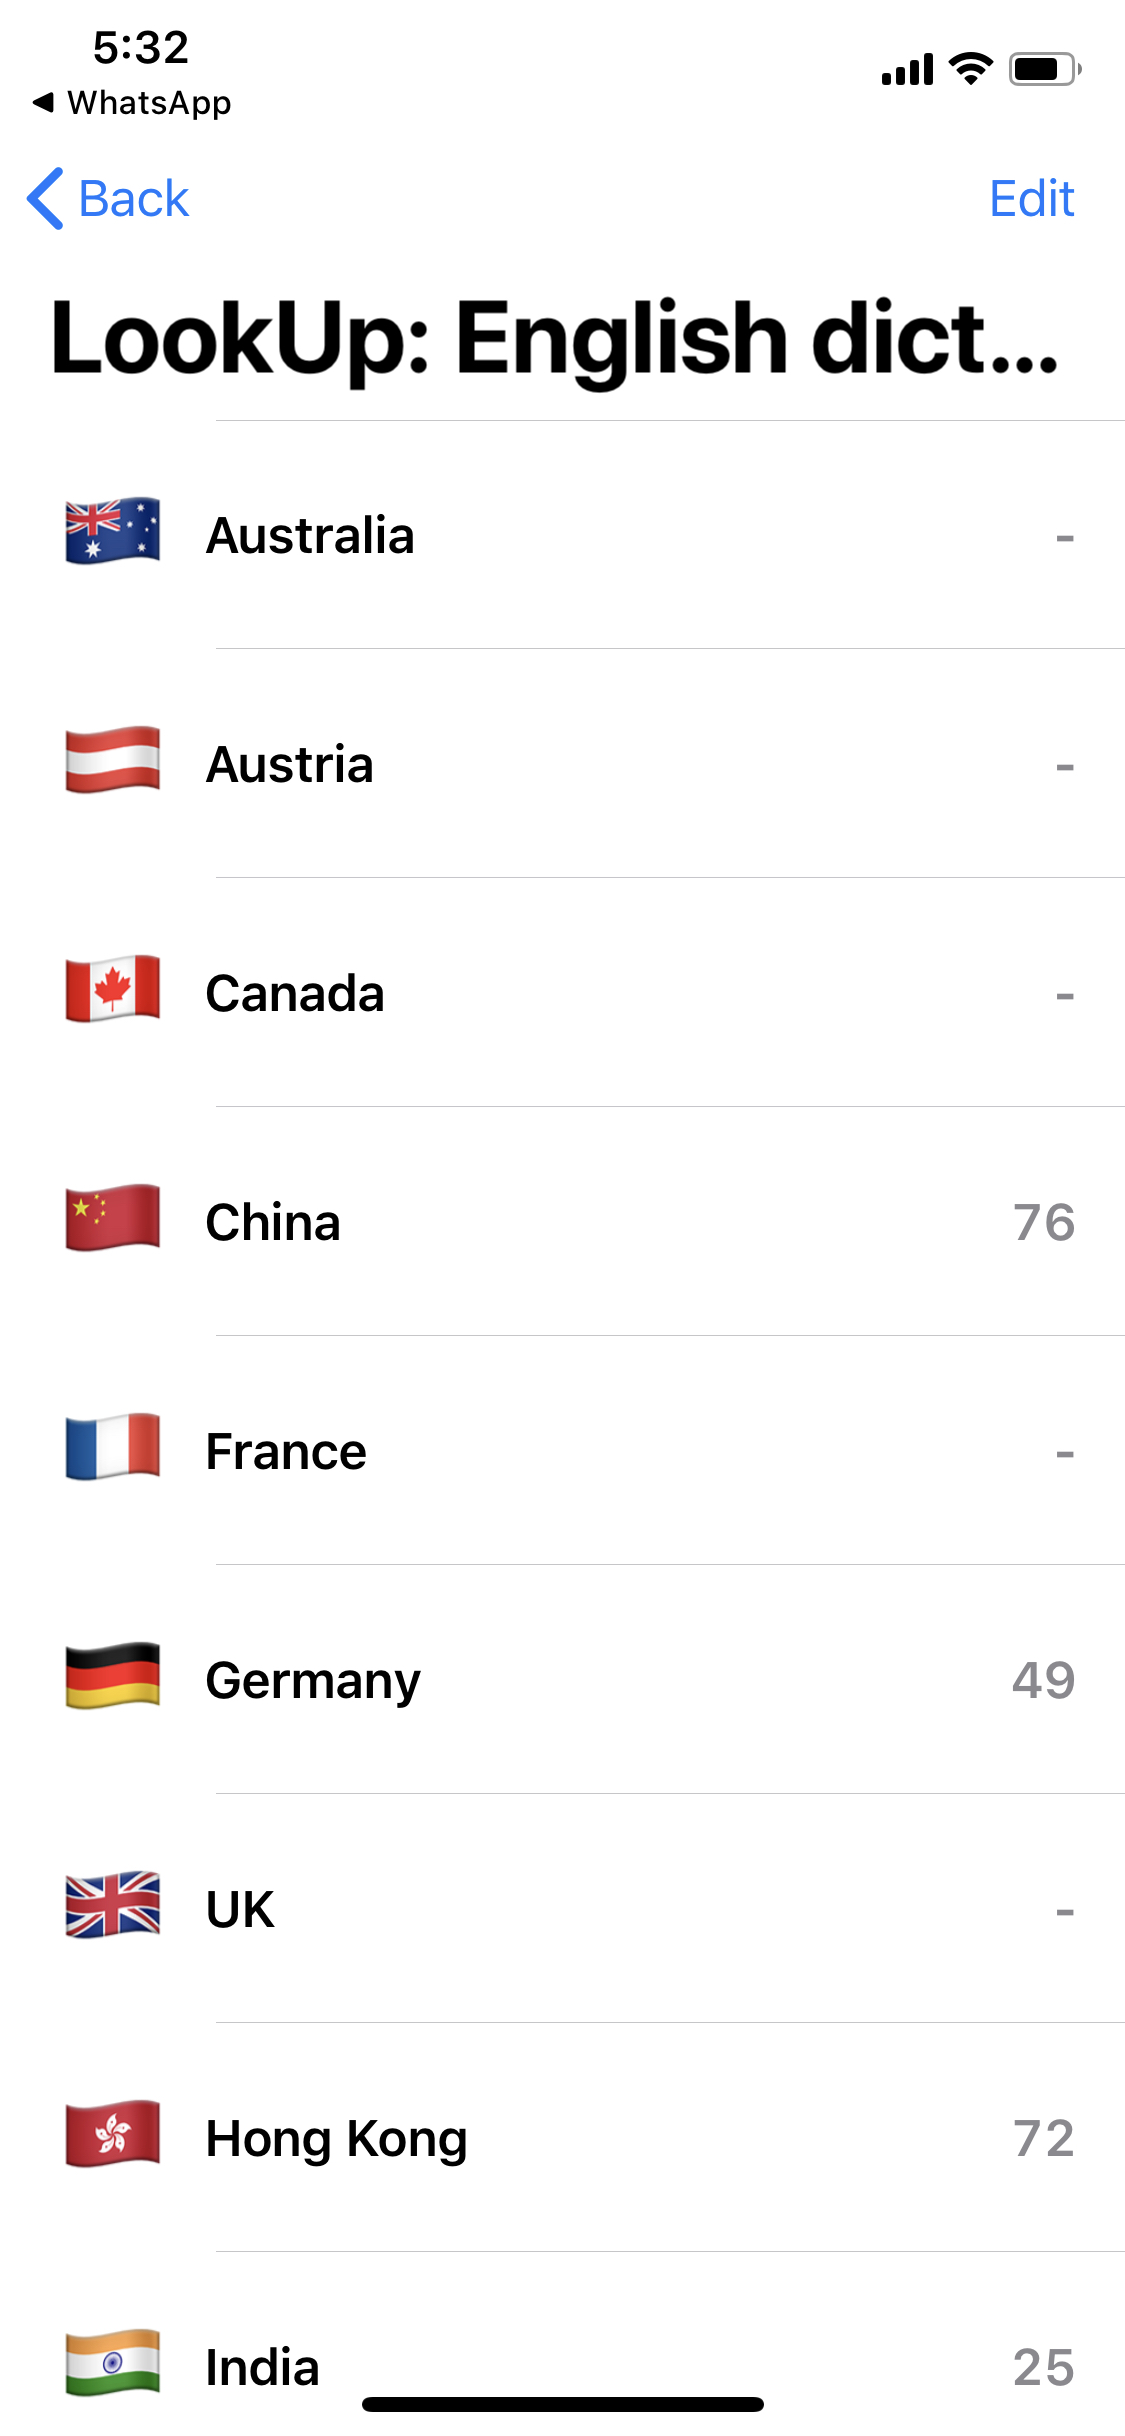 5:32
◀ WhatsApp
Back
Edit
LookUp: English dict...
Australia -
Austria -
Canada -
China 76
France -
Germany 49
UK -
Hong Kong 72
India 25